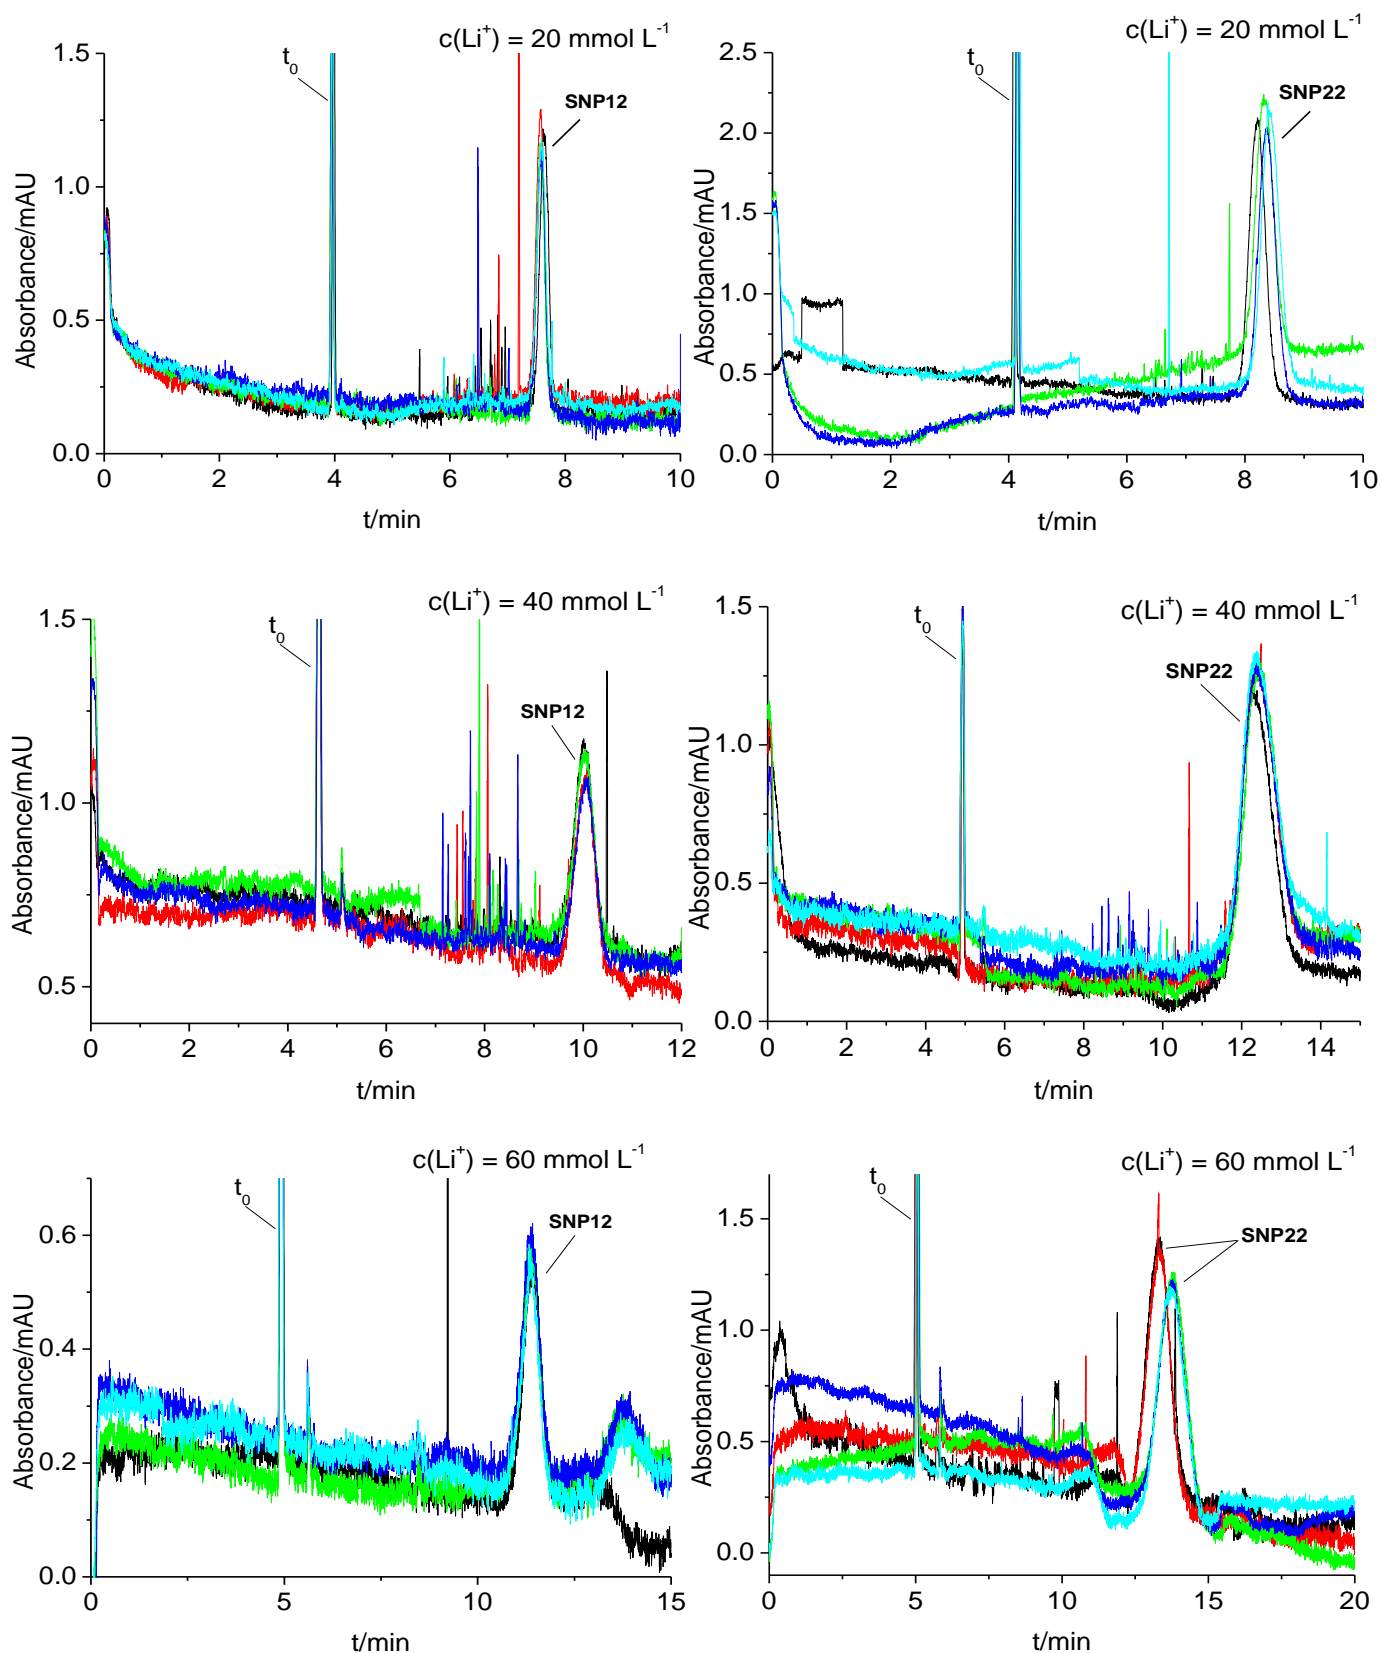 c(Li⁺) = 20 mmol L⁻¹
t₀
SNP12
Absorbance/mAU
1.5
1.0
0.5
0.0
0 2 4 6 8 10
t/min
c(Li⁺) = 20 mmol L⁻¹
t₀
SNP22
Absorbance/mAU
2.5
2.0
1.5
1.0
0.5
0.0
0 2 4 6 8 10
t/min
c(Li⁺) = 40 mmol L⁻¹
t₀
SNP12
Absorbance/mAU
1.5
1.0
0.5
0 2 4 6 8 10 12
t/min
c(Li⁺) = 40 mmol L⁻¹
t₀
SNP22
Absorbance/mAU
1.5
1.0
0.5
0.0
0 2 4 6 8 10 12 14
t/min
c(Li⁺) = 60 mmol L⁻¹
t₀
SNP12
Absorbance/mAU
0.6
0.4
0.2
0.0
0 5 10 15
t/min
c(Li⁺) = 60 mmol L⁻¹
t₀
SNP22
Absorbance/mAU
1.5
1.0
0.5
0.0
0 5 10 15 20
t/min